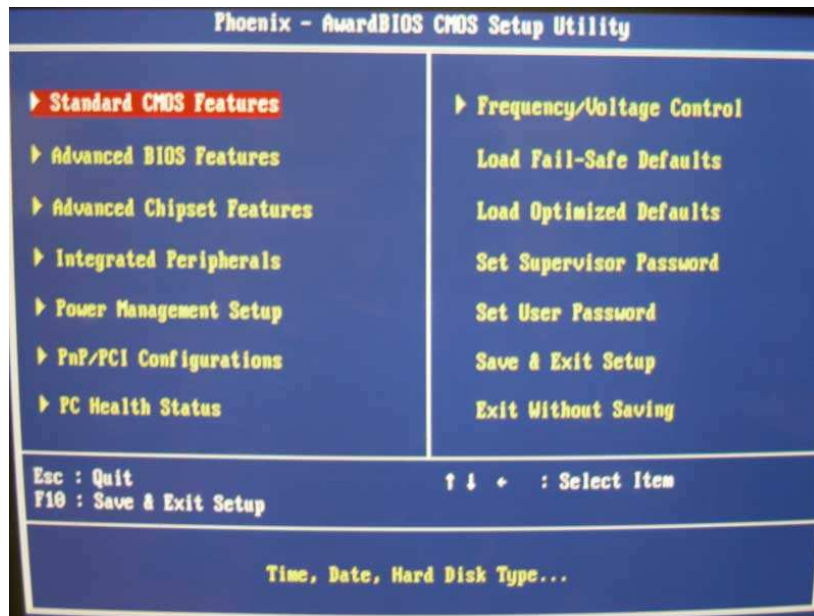 Phoenix - AwardBIOS CMOS Setup Utility
Standard CMOS Features
Advanced BIOS Features
Advanced Chipset Features
Integrated Peripherals
Power Management Setup
PnP/PCI Configurations
PC Health Status
Frequency/Voltage Control
Load Fail-Safe Defaults
Load Optimized Defaults
Set Supervisor Password
Set User Password
Save & Exit Setup
Exit Without Saving
Esc : Quit
F10 : Save & Exit Setup
↑ ↓ ← : Select Item
Time, Date, Hard Disk Type...